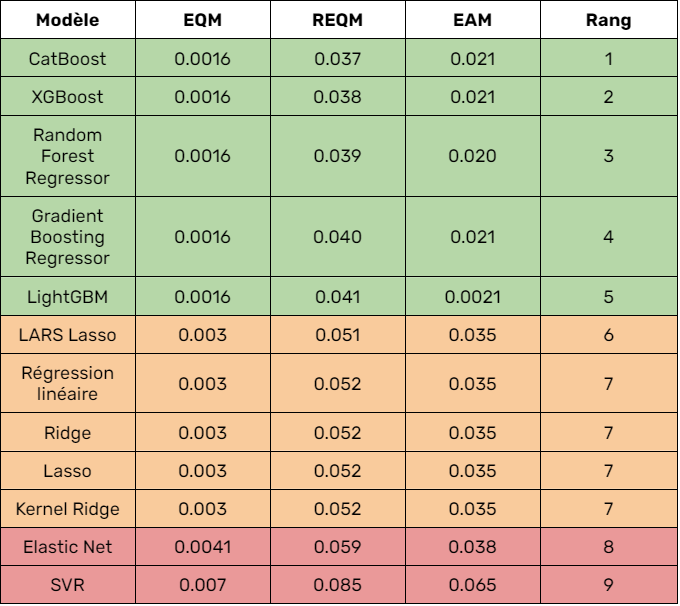 Modèle EQM REQM EAM Rang
CatBoost 0.0016 0.037 0.021 1
XGBoost 0.0016 0.038 0.021 2
Random
Forest
Regressor 0.0016 0.039 0.020 3
Gradient
Boosting
Regressor 0.0016 0.040 0.021 4
LightGBM 0.0016 0.041 0.0021 5
LARS Lasso 0.003 0.051 0.035 6
Régression
linéaire 0.003 0.052 0.035 7
Ridge 0.003 0.052 0.035 7
Lasso 0.003 0.052 0.035 7
Kernel Ridge 0.003 0.052 0.035 7
Elastic Net 0.0041 0.059 0.038 8
SVR 0.007 0.085 0.065 9